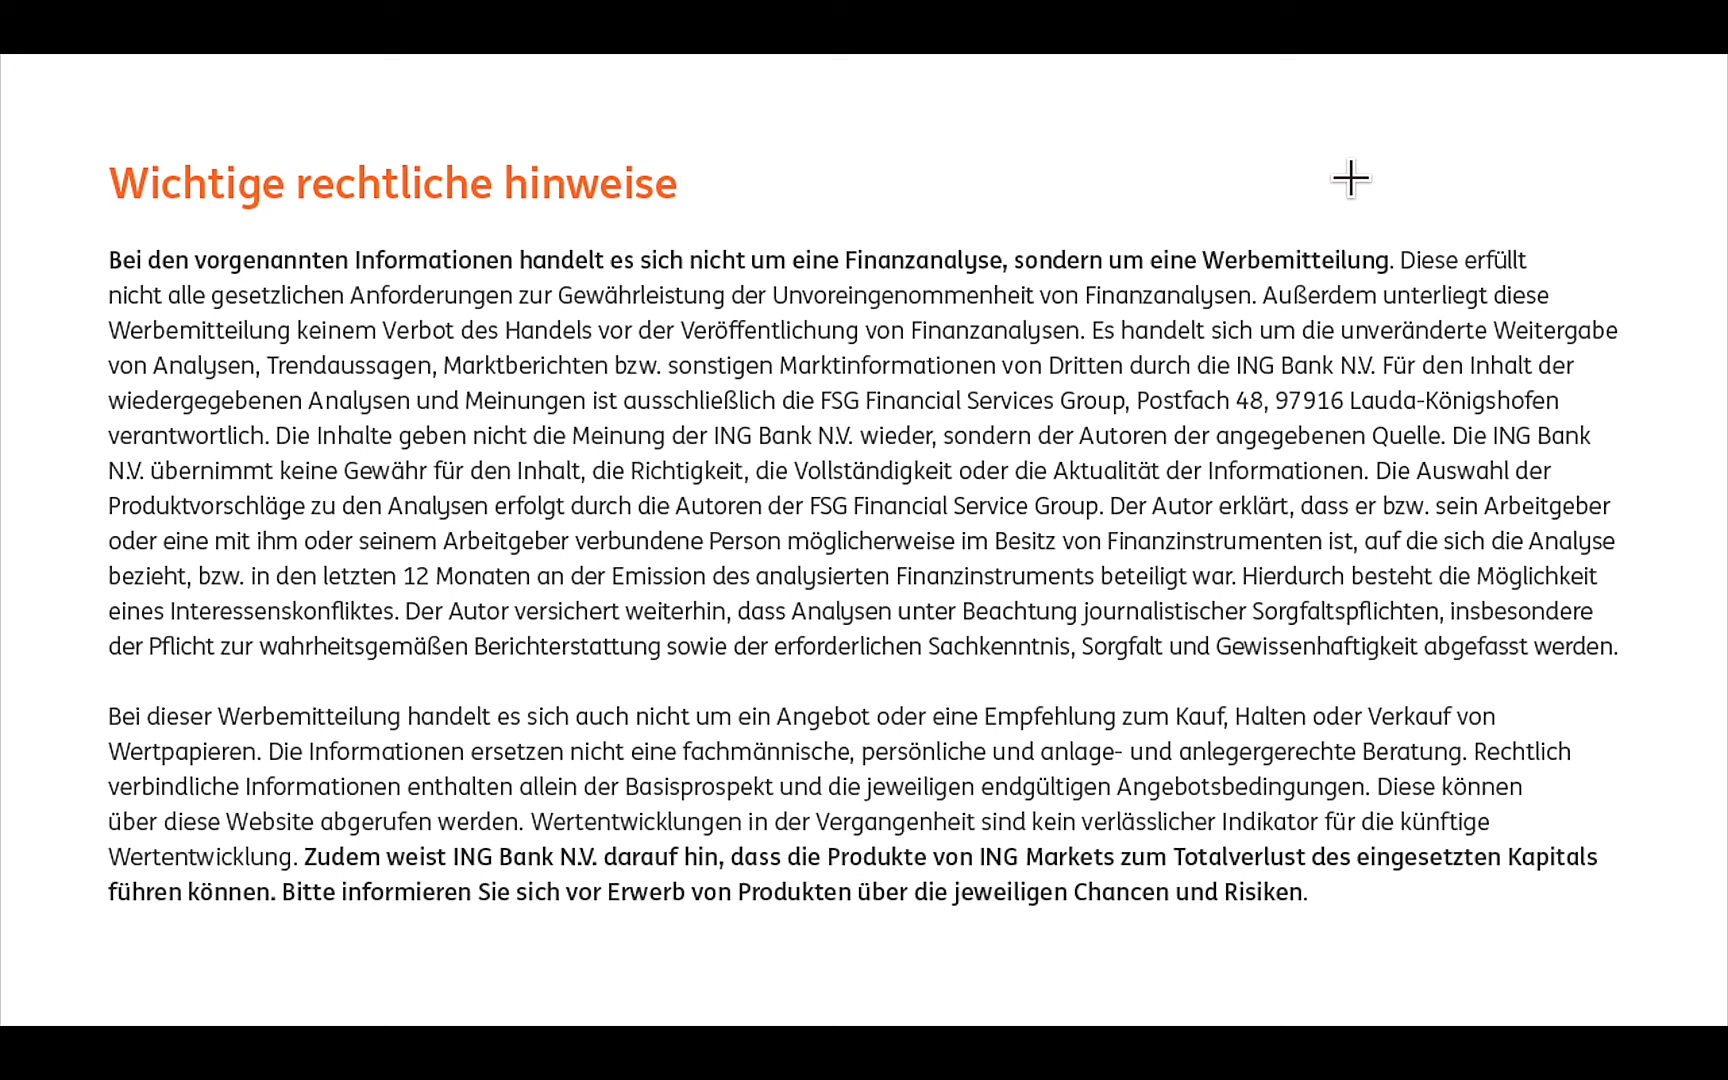 Wichtige rechtliche hinweise
Bei den vorgenannten Informationen handelt es sich nicht um eine Finanzanalyse, sondern um eine Werbemitteilung. Diese erfüllt
nicht alle gesetzlichen Anforderungen zur Gewährleistung der Unvoreingenommenheit von Finanzanalysen. Außerdem unterliegt diese
Werbemitteilung keinem Verbot des Handels vor der Veröffentlichung von Finanzanalysen. Es handelt sich um die unveränderte Weitergabe
von Analysen, Trendaussagen, Marktberichten bzw. sonstigen Marktinformationen von Dritten durch die ING Bank N.V. Für den Inhalt der
wiedergegebenen Analysen und Meinungen ist ausschließlich die FSG Financial Services Group, Postfach 48, 97916 Lauda-Königshofen
verantwortlich. Die Inhalte geben nicht die Meinung der ING Bank N.V. wieder, sondern der Autoren der angegebenen Quelle. Die ING Bank
N.V. übernimmt keine Gewähr für den Inhalt, die Richtigkeit, die Vollständigkeit oder die Aktualität der Informationen. Die Auswahl der
Produktvorschläge zu den Analysen erfolgt durch die Autoren der FSG Financial Service Group. Der Autor erklärt, dass er bzw. sein Arbeitgeber
oder eine mit ihm oder seinem Arbeitgeber verbundene Person möglicherweise im Besitz von Finanzinstrumenten ist, auf die sich die Analyse
bezieht, bzw. in den letzten 12 Monaten an der Emission des analysierten Finanzinstruments beteiligt war. Hierdurch besteht die Möglichkeit
eines Interessenskonfliktes. Der Autor versichert weiterhin, dass Analysen unter Beachtung journalistischer Sorgfaltspflichten, insbesondere
der Pflicht zur wahrheitsgemäßen Berichterstattung sowie der erforderlichen Sachkenntnis, Sorgfalt und Gewissenhaftigkeit abgefasst werden.
Bei dieser Werbemitteilung handelt es sich auch nicht um ein Angebot oder eine Empfehlung zum Kauf, Halten oder Verkauf von
Wertpapieren. Die Informationen ersetzen nicht eine fachmännische, persönliche und anlage- und anlegergerechte Beratung. Rechtlich
verbindliche Informationen enthalten allein der Basisprospekt und die jeweiligen endgültigen Angebotsbedingungen. Diese können
über diese Website abgerufen werden. Wertentwicklungen in der Vergangenheit sind kein verlässlicher Indikator für die künftige
Wertentwicklung. Zudem weist ING Bank N.V. darauf hin, dass die Produkte von ING Markets zum Totalverlust des eingesetzten Kapitals
führen können. Bitte informieren Sie sich vor Erwerb von Produkten über die jeweiligen Chancen und Risiken.